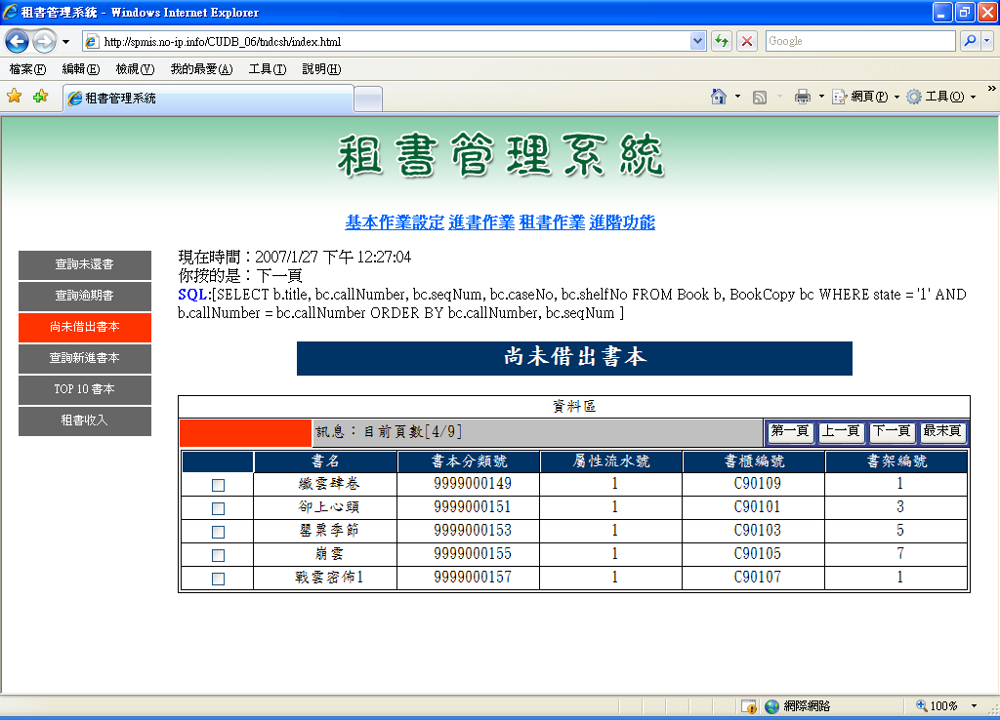 租書管理系統 - Windows Internet Explorer
http://spmis.no-ip.info/CUDB_06/tndcsh/index.html
Google
檔案(F) 編輯(E) 檢視(V) 我的最愛(A) 工具(T) 說明(H)
租書管理系統
網頁(P) 工具(O) »
租書管理系統
基本作業設定 進書作業 租書作業 進階功能
查詢未還書
查詢逾期書
尚未借出書本
查詢新進書本
TOP 10 書本
租書收入
現在時間：2007/1/27 下午 12:27:04
你按的是：下一頁
SQL:[SELECT b.title, bc.callNumber, bc.seqNum, bc.caseNo, bc.shelfNo FROM Book b, BookCopy bc WHERE state = '1' AND
b.callNumber = bc.callNumber ORDER BY bc.callNumber, bc.seqNum ]
尚未借出書本
資料區
訊息：目前頁數[4/9] 第一頁 上一頁 下一頁 最末頁
書名 書本分類號 屬性流水號 書櫃編號 書架編號
纖雲肆卷 9999000149 1 C90109 1
卻上心頭 9999000151 1 C90101 3
罌粟季節 9999000153 1 C90103 5
崩雲 9999000155 1 C90105 7
戰雲密佈1 9999000157 1 C90107 1
網際網路 100%